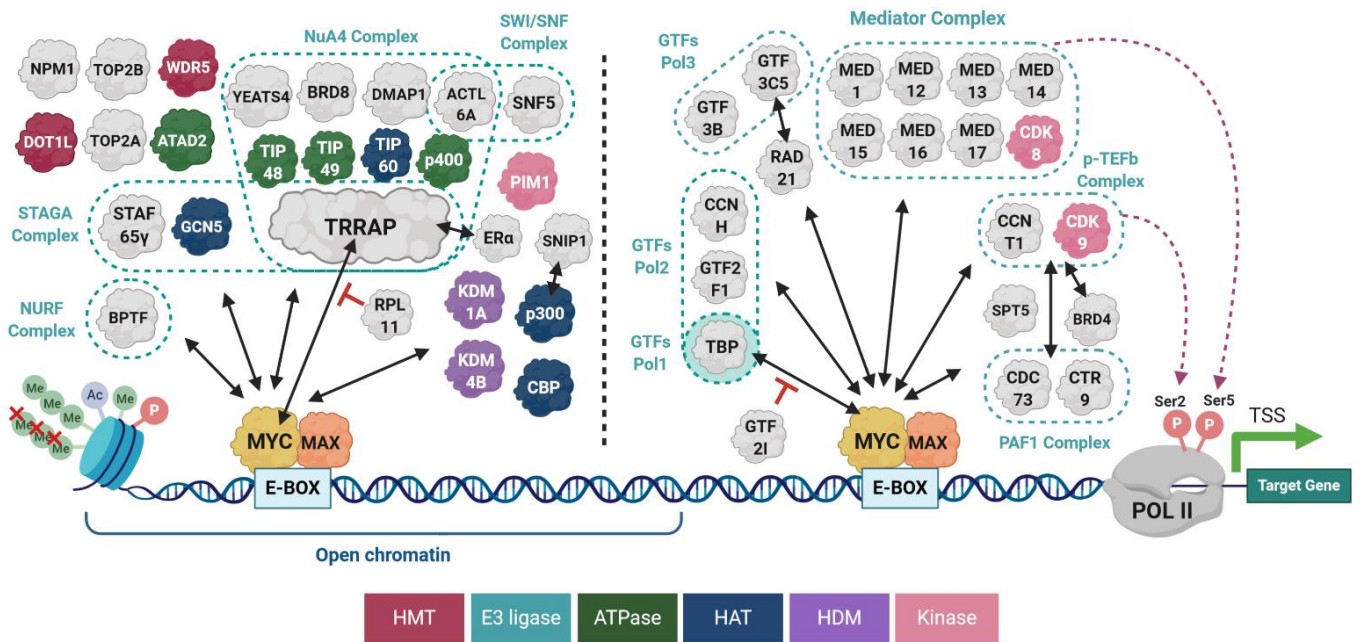 NPM1
TOP2B
WDR5
DOT1L
TOP2A
ATAD2
NuA4 Complex
YEATS4
BRD8
DMAP1
ACTL
6A
SWI/SNF
Complex
SNF5
TIP
48
TIP
49
TIP
60
p400
PIM1
STAGA
Complex
STAF
65γ
GCN5
TRRAP
ERα
SNIP1
NURF
Complex
BPTF
RPL
11
KDM
1A
p300
KDM
4B
CBP
Me
Me
Me
Me
Me
Me
Me
Ac
Me
P
MYC
MAX
E-BOX
Open chromatin
GTFs
Pol3
GTF
3C5
GTF
3B
RAD
21
Mediator Complex
MED
1
MED
12
MED
13
MED
14
MED
15
MED
16
MED
17
CDK
8
p-TEFb
Complex
CCN
T1
CDK
9
GTFs
Pol2
CCN
H
GTF2
F1
GTFs
Pol1
TBP
SPT5
BRD4
CDC
73
CTR
9
PAF1 Complex
GTF
2I
MYC
MAX
E-BOX
Ser2
Ser5
P
P
TSS
POL II
Target Gene
HMT
E3 ligase
ATPase
HAT
HDM
Kinase